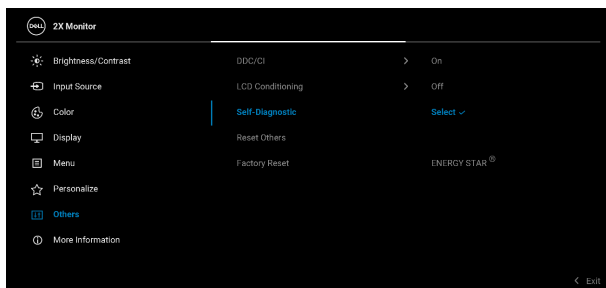 DELL 2X Monitor
Brightness/Contrast DDC/CI > On
Input Source LCD Conditioning > Off
Color Self-Diagnostic Select ✓
Display Reset Others
Menu Factory Reset ENERGY STAR ®
Personalize
Others
More Information
< Exit